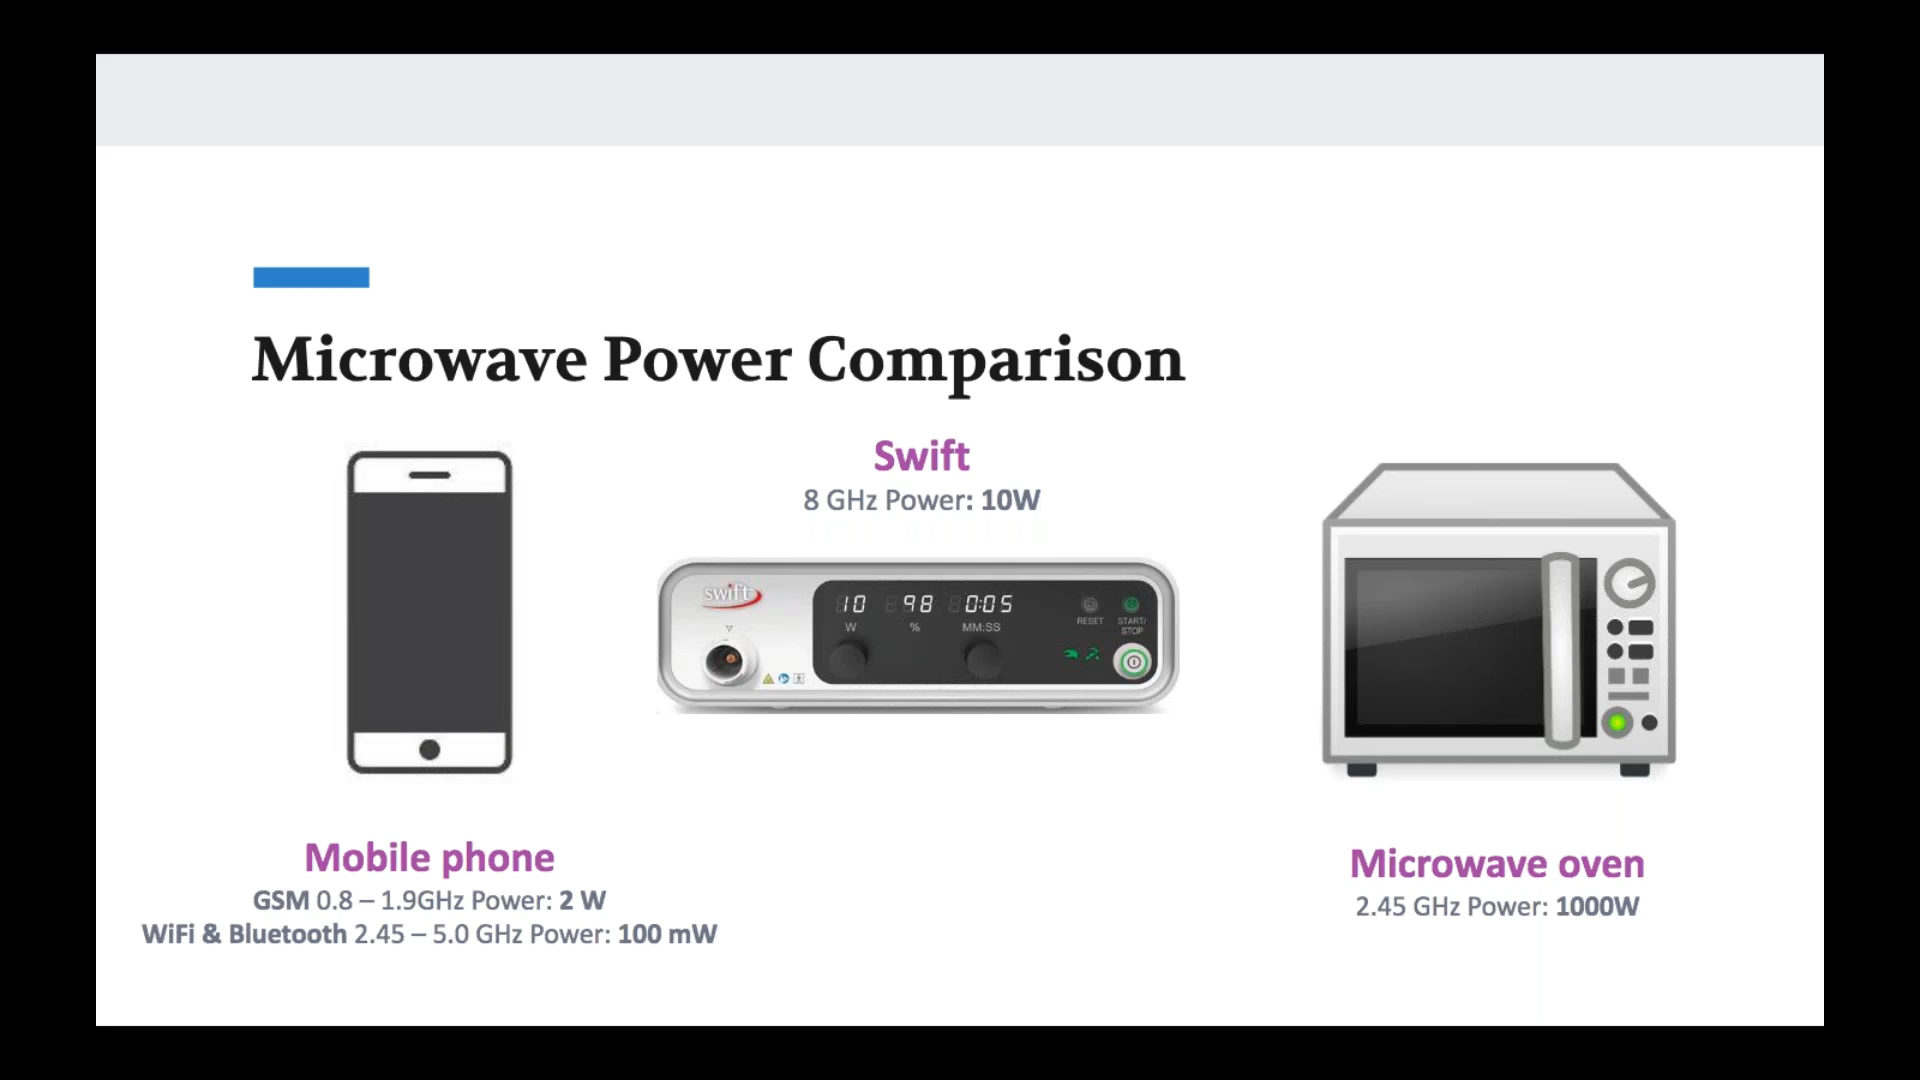 Microwave Power Comparison
Swift
8 GHz Power: 10W
swift
10 98 0:05
W % MM:SS
RESET START/
STOP
Mobile phone
GSM 0.8 – 1.9GHz Power: 2 W
WiFi & Bluetooth 2.45 – 5.0 GHz Power: 100 mW
Microwave oven
2.45 GHz Power: 1000W